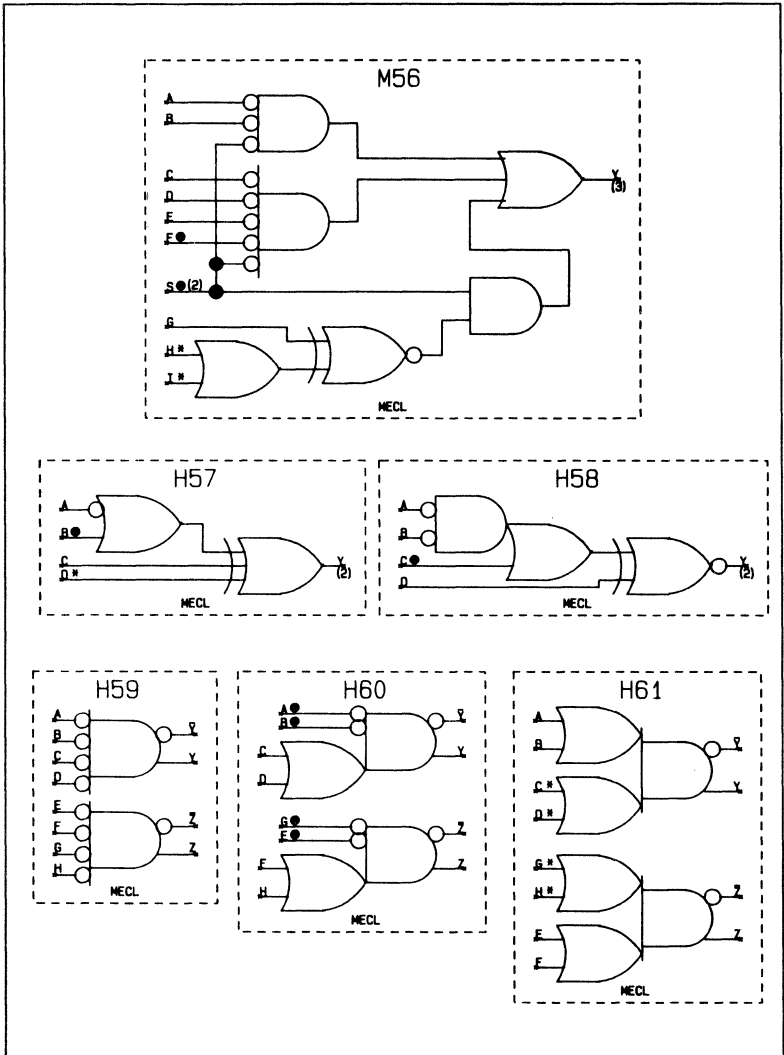 M56
A
B
C
D
E
F ●
S ● (2)
G
H *
I *
Y
(3)
MECL
H57
A
B ●
C
D *
Y
(2)
MECL
H58
A
B
C ●
D
Y
(2)
MECL
H59
A
B
C
D
Y̅
Y
E
F
G
H
Z̅
Z
MECL
H60
A ●
B ●
C
D
Y̅
Y
G ●
E ●
F
H
Z̅
Z
MECL
H61
A
B
C *
D *
Y̅
Y
G *
H *
E
F
Z̅
Z
MECL